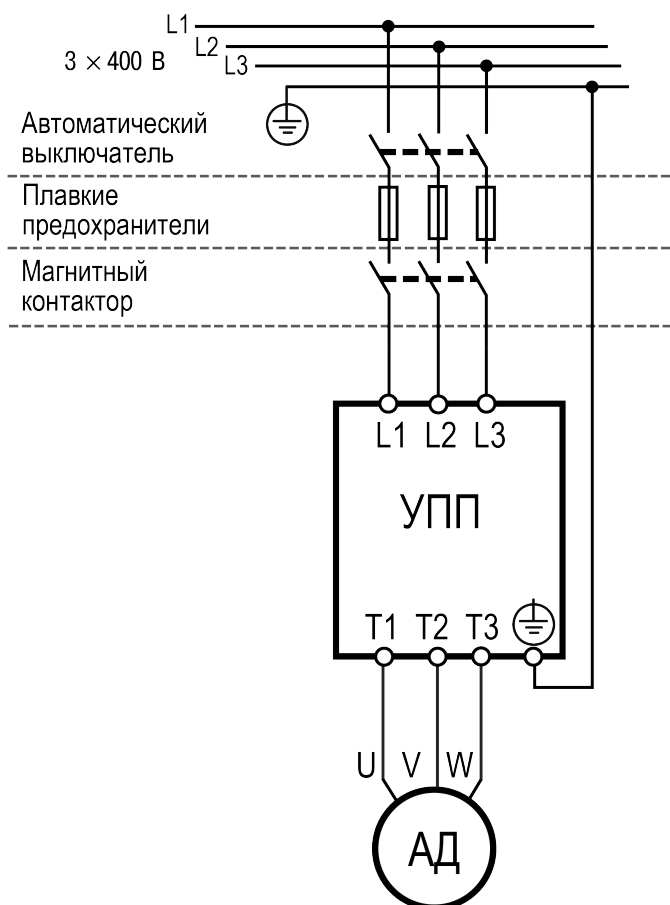 L1
L2
3 × 400 В
L3
Автоматический
выключатель
Плавкие
предохранители
Магнитный
контактор
L1 L2 L3
УПП
T1 T2 T3
U V W
АД